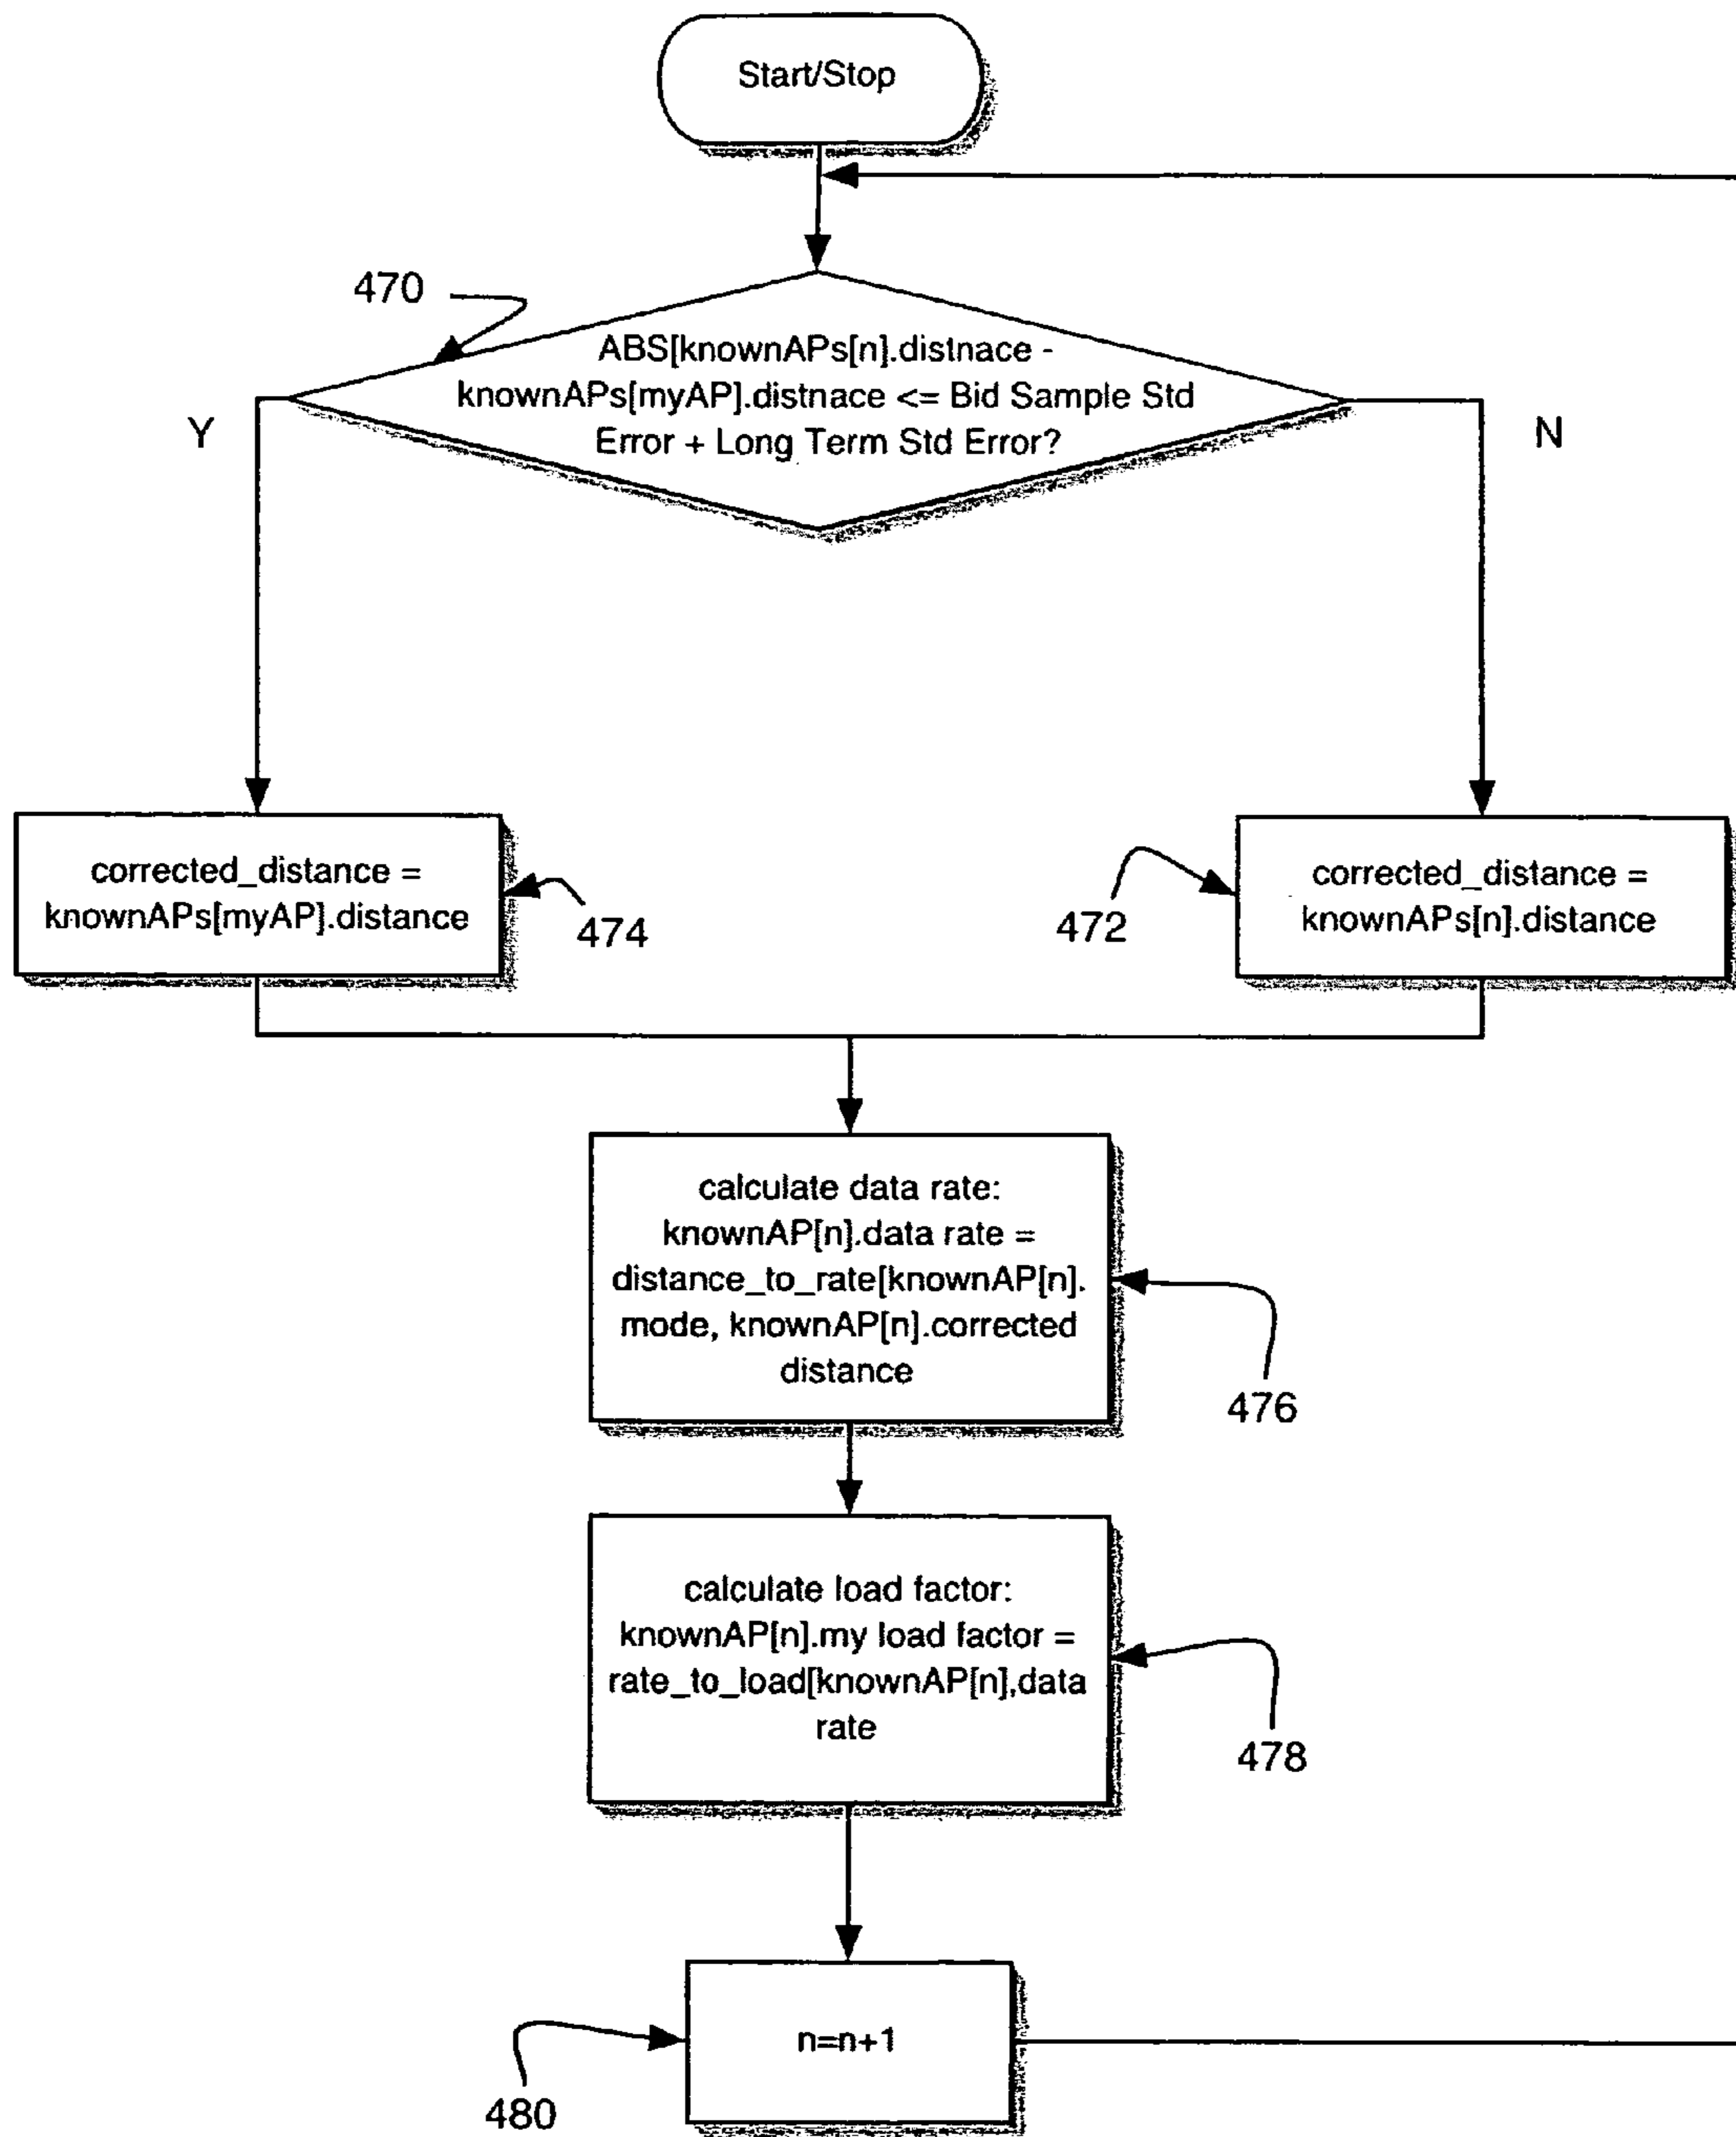 Start/Stop
470
ABS[knownAPs[n].distnace -
knownAPs[myAP].distnace <= Bid Sample Std
Error + Long Term Std Error?
Y
N
corrected_distance =
knownAPs[myAP].distance
474
472
corrected_distance =
knownAPs[n].distance
calculate data rate:
knownAP[n].data rate =
distance_to_rate[knownAP[n].
mode, knownAP[n].corrected
distance
476
calculate load factor:
knownAP[n].my load factor =
rate_to_load[knownAP[n],data
rate
478
n=n+1
480